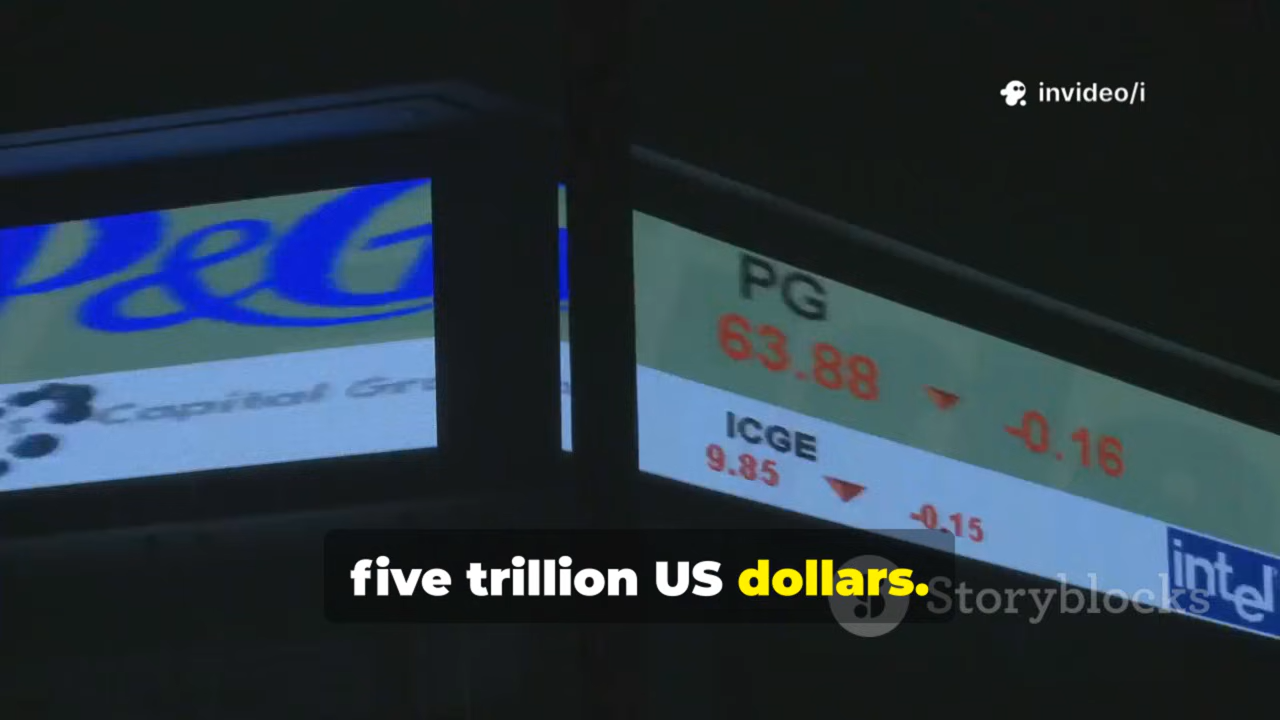 invideo/i
P&G
Capital Gr
PG
63.88 -0.16
ICGE
9.85 -0.15
intel
five trillion US dollars.
Storyblocks